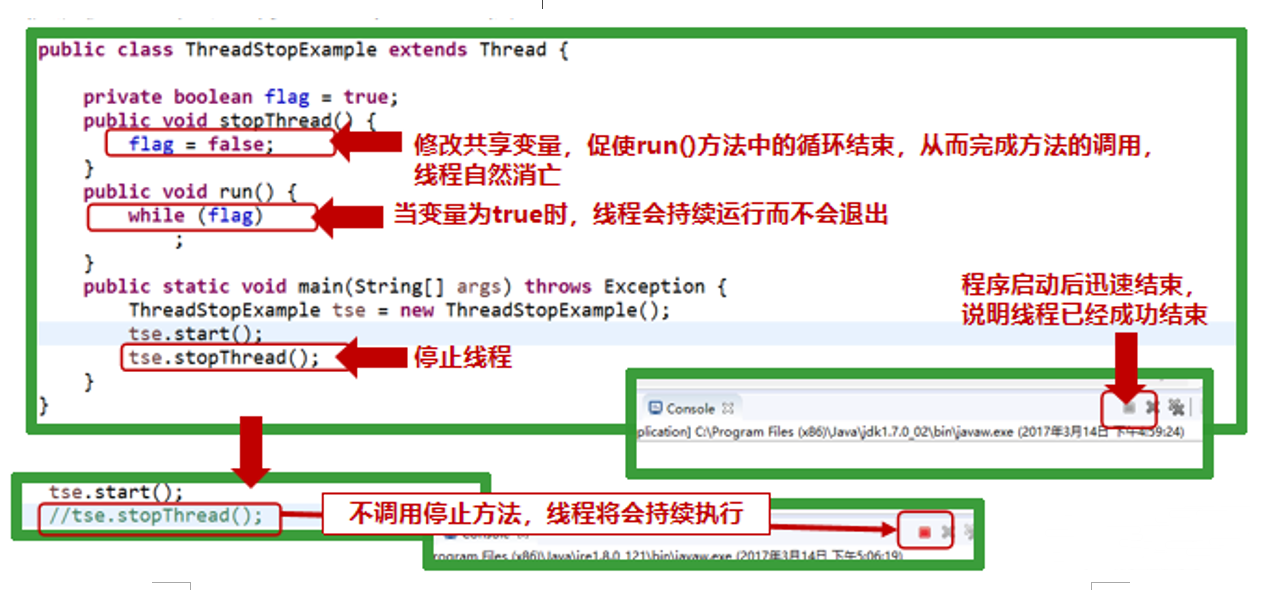 public class ThreadStopExample extends Thread {
private boolean flag = true;
public void stopThread() {
flag = false;
}
修改共享变量，促使run()方法中的循环结束，从而完成方法的调用，
线程自然消亡
public void run() {
while (flag)
;
}
当变量为true时，线程会持续运行而不会退出
public static void main(String[] args) throws Exception {
ThreadStopExample tse = new ThreadStopExample();
tse.start();
tse.stopThread();
停止线程
}
}
程序启动后迅速结束，
说明线程已经成功结束
Console
plication] C:\Program Files (x86)\Java\jdk1.7.0_02\bin\javaw.exe (2017年3月14日 下午4:59:24)
tse.start();
//tse.stopThread();
不调用停止方法，线程将会持续执行
Console
rogram Files (x86)\Java\jre1.8.0_121\bin\javaw.exe (2017年3月14日 下午5:06:19)